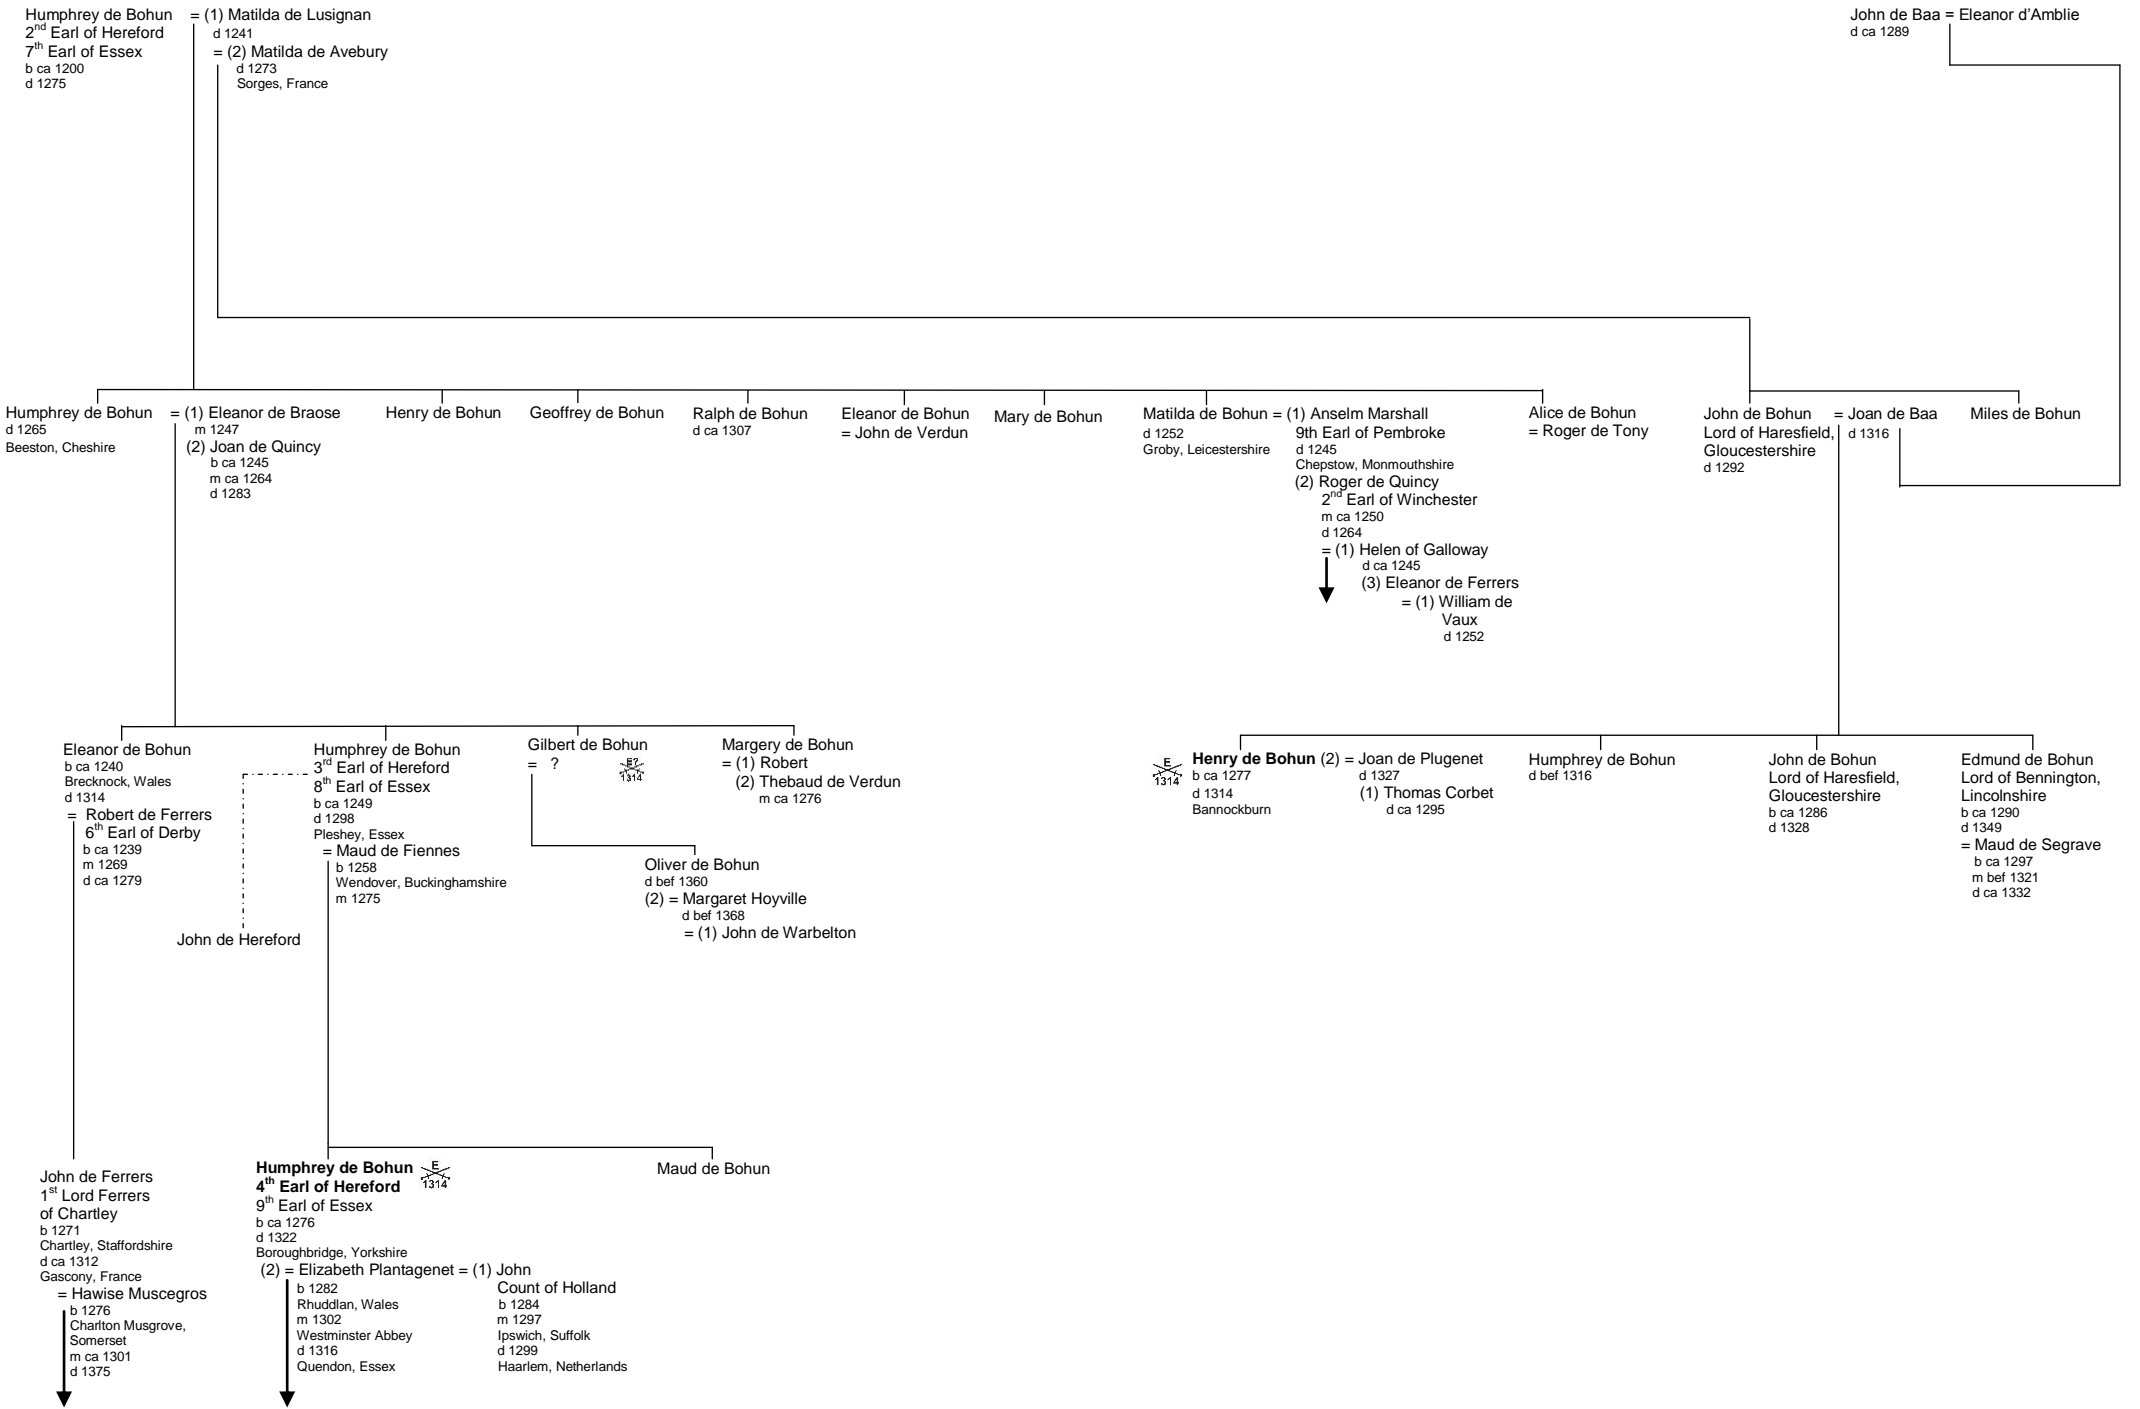 Humphrey de Bohun = (1) Matilda de Lusignan
2nd Earl of Hereford d 1241
7th Earl of Essex = (2) Matilda de Avebury
b ca 1200 d 1273
d 1275 Sorges, France
John de Baa = Eleanor d'Amblie
d ca 1289
Humphrey de Bohun = (1) Eleanor de Braose
d 1265 m 1247
Beeston, Cheshire (2) Joan de Quincy
b ca 1245
m ca 1264
d 1283
Henry de Bohun
Geoffrey de Bohun
Ralph de Bohun
d ca 1307
Eleanor de Bohun
= John de Verdun
Mary de Bohun
Matilda de Bohun = (1) Anselm Marshall
d 1252 9th Earl of Pembroke
Groby, Leicestershire d 1245
Chepstow, Monmouthshire
(2) Roger de Quincy
2nd Earl of Winchester
m ca 1250
d 1264
= (1) Helen of Galloway
d ca 1245
(3) Eleanor de Ferrers
= (1) William de
Vaux
d 1252
Alice de Bohun
= Roger de Tony
John de Bohun = Joan de Baa
Lord of Haresfield, d 1316
Gloucestershire
d 1292
Miles de Bohun
Eleanor de Bohun
b ca 1240
Brecknock, Wales
d 1314
= Robert de Ferrers
6th Earl of Derby
b ca 1239
m 1269
d ca 1279
Humphrey de Bohun
3rd Earl of Hereford
8th Earl of Essex
b ca 1249
d 1298
Pleshey, Essex
= Maud de Fiennes
b 1258
Wendover, Buckinghamshire
m 1275
John de Hereford
Gilbert de Bohun
= ?
E?
1314
Margery de Bohun
= (1) Robert
(2) Thebaud de Verdun
m ca 1276
Oliver de Bohun
d bef 1360
(2) = Margaret Hoyville
d bef 1368
= (1) John de Warbelton
E
1314
Henry de Bohun (2) = Joan de Plugenet
b ca 1277 d 1327
d 1314 (1) Thomas Corbet
Bannockburn d ca 1295
Humphrey de Bohun
d bef 1316
John de Bohun
Lord of Haresfield,
Gloucestershire
b ca 1286
d 1328
Edmund de Bohun
Lord of Bennington,
Lincolnshire
b ca 1290
d 1349
= Maud de Segrave
b ca 1297
m bef 1321
d ca 1332
John de Ferrers
1st Lord Ferrers
of Chartley
b 1271
Chartley, Staffordshire
d ca 1312
Gascony, France
= Hawise Muscegros
b 1276
Charlton Musgrove,
Somerset
m ca 1301
d 1375
Humphrey de Bohun
4th Earl of Hereford
E
1314
9th Earl of Essex
b ca 1276
d 1322
Boroughbridge, Yorkshire
(2) = Elizabeth Plantagenet = (1) John
b 1282 Count of Holland
Rhuddlan, Wales b 1284
m 1302 m 1297
Westminster Abbey Ipswich, Suffolk
d 1316 d 1299
Quendon, Essex Haarlem, Netherlands
Maud de Bohun